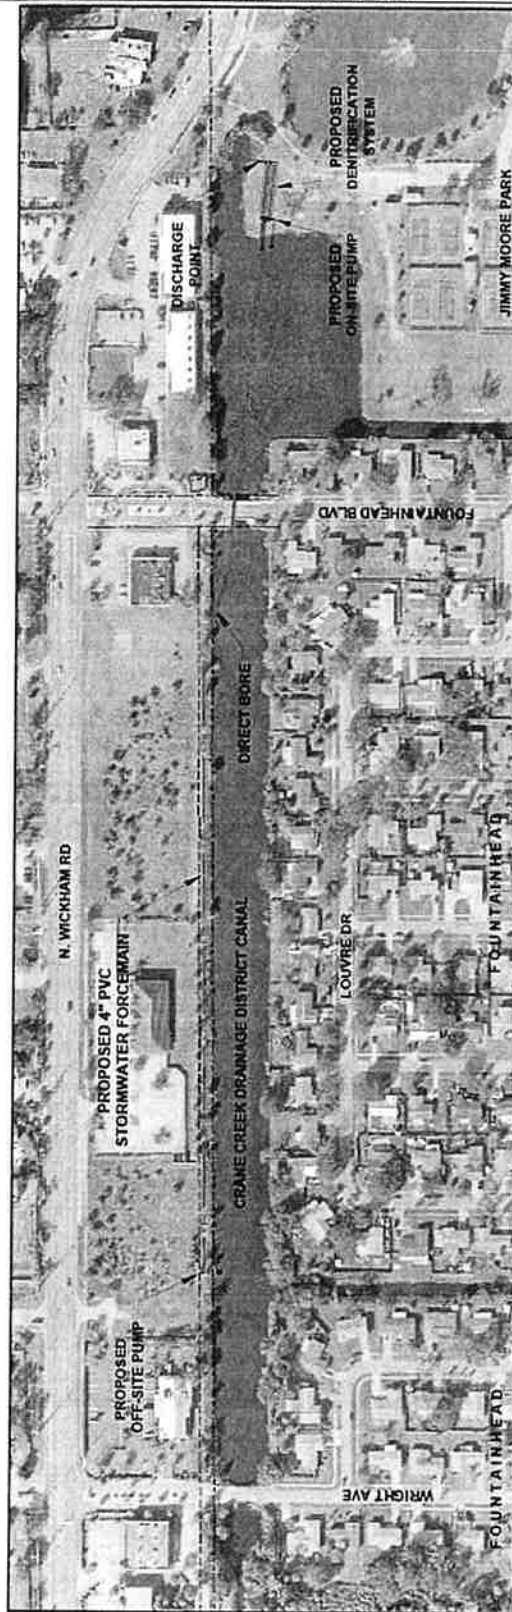 N. WICKHAM RD
PROPOSED 4" PVC
STORMWATER FORCEMAIN
PROPOSED
OFF-SITE PUMP
DISCHARGE
POINT
CRANE CREEK DRAINAGE DISTRICT CANAL
DIRECT BORE
PROPOSED
ON-SITE PUMP
PROPOSED
DENITRIFICATION
SYSTEM
LOUVRE DR
WRIGHT AVE
FOUNTAINHEAD BLVD
FOUNTAINHEAD
FOUNTAINHEAD
JIMMY MOORE PARK